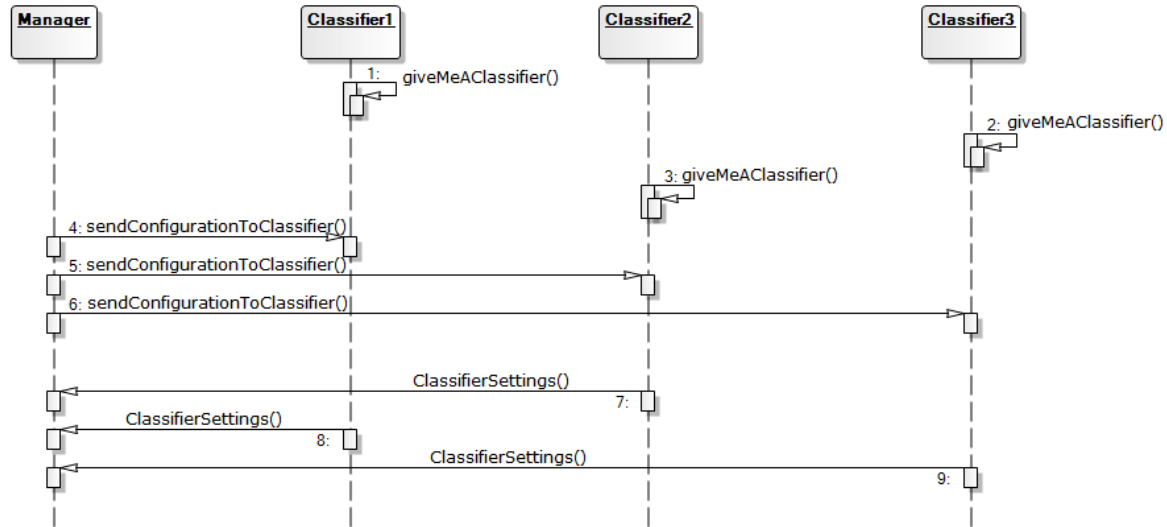 Manager
Classifier1
Classifier2
Classifier3
1: giveMeAClassifier()
2: giveMeAClassifier()
3: giveMeAClassifier()
4: sendConfigurationToClassifier()
5: sendConfigurationToClassifier()
6: sendConfigurationToClassifier()
ClassifierSettings()
7:
ClassifierSettings()
8:
ClassifierSettings()
9: